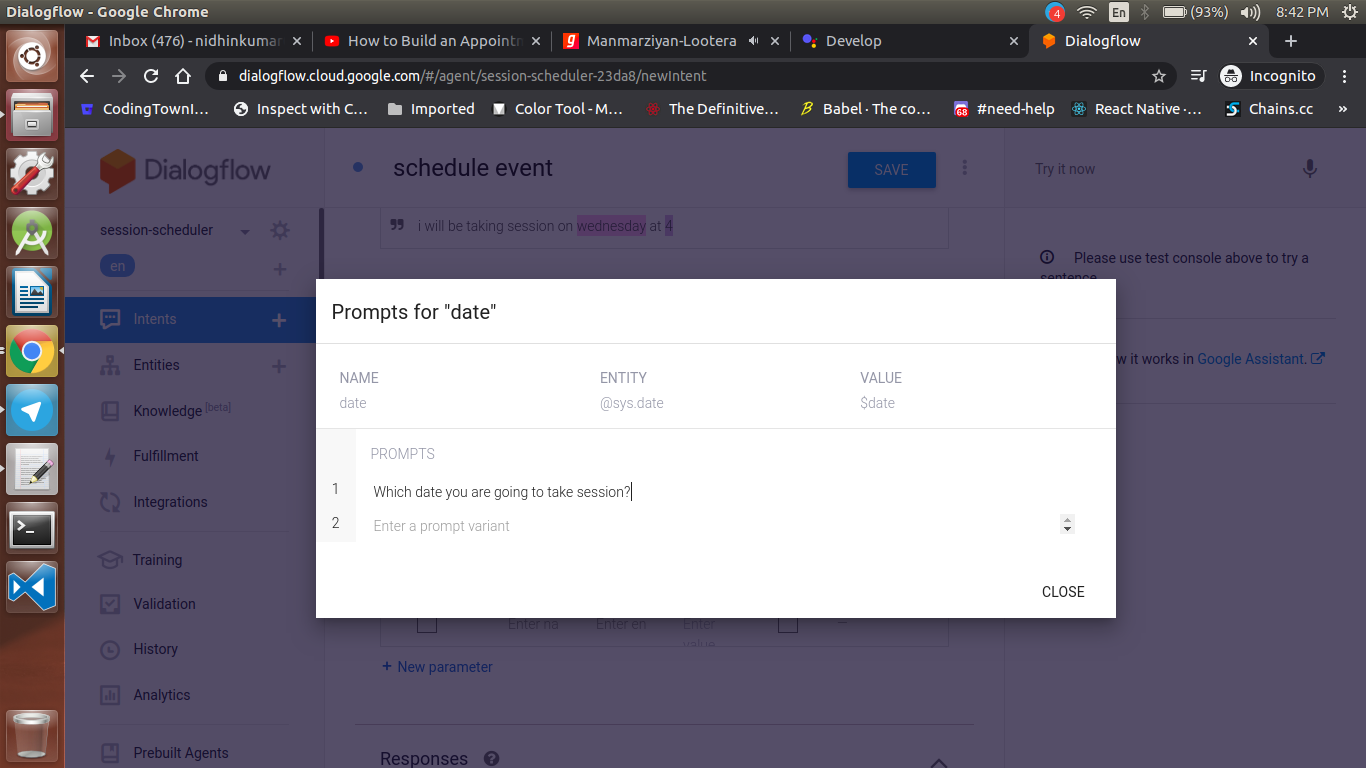 Dialogflow - Google Chrome
4 En (93%) 8:42 PM
Inbox (476) - nidhinkumar
How to Build an Appointn
Manmarziyan-Lootera
Develop
Dialogflow
dialogflow.cloud.google.com/#/agent/session-scheduler-23da8/newIntent
Incognito
CodingTownI... Inspect with C... Imported Color Tool - M... The Definitive... Babel · The co... 68 #need-help React Native ·... Chains.cc »
Dialogflow
schedule event
SAVE
Try it now
i will be taking session on wednesday at 4
session-scheduler
en
Please use test console above to try a
sentence.
Intents
Entities
Knowledge [beta]
Fulfillment
Integrations
Training
Validation
History
Analytics
Prebuilt Agents
Prompts for "date"
NAME ENTITY VALUE
date @sys.date $date
PROMPTS
1 Which date you are going to take session?
2 Enter a prompt variant
CLOSE
w it works in Google Assistant.
Enter na Enter en Enter
value
+ New parameter
Responses ?